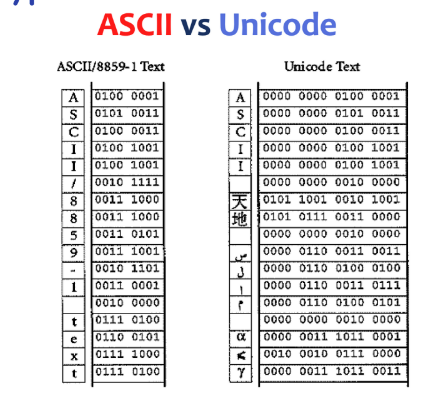 ASCII vs Unicode
ASCII/8859-1 Text
A 0100 0001
S 0101 0011
C 0100 0011
I 0100 1001
I 0100 1001
/ 0010 1111
8 0011 1000
8 0011 1000
5 0011 0101
9 0011 1001
- 0010 1101
1 0011 0001
0010 0000
t 0111 0100
e 0110 0101
x 0111 1000
t 0111 0100
Unicode Text
A 0000 0000 0100 0001
S 0000 0000 0101 0011
C 0000 0000 0100 0011
I 0000 0000 0100 1001
I 0000 0000 0100 1001
0000 0000 0010 0000
天 0101 1001 0010 1001
地 0101 0111 0011 0000
0000 0000 0010 0000
ص 0000 0110 0011 0011
ل 0000 0110 0100 0100
ا 0000 0110 0011 0111
م 0000 0110 0100 0101
0000 0000 0010 0000
α 0000 0011 1011 0001
≰ 0010 0010 0111 0000
γ 0000 0011 1011 0011